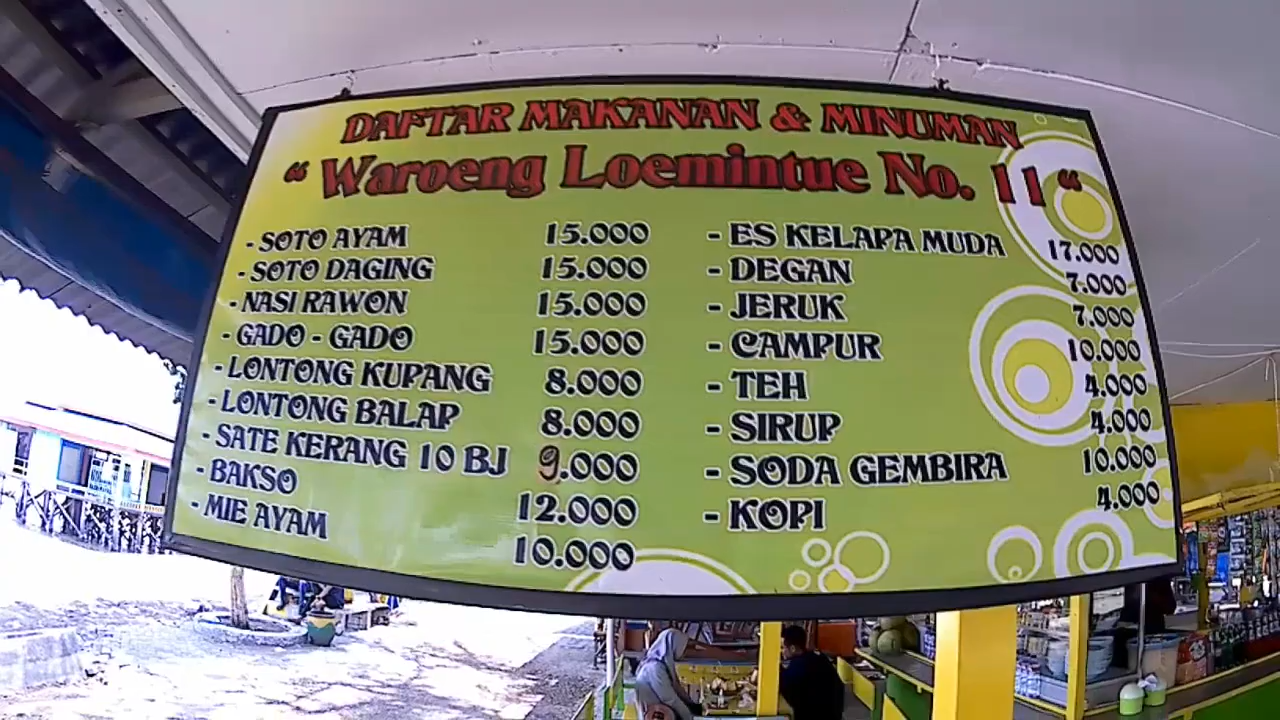 DAFTAR MAKANAN & MINUMAN
“ Waroeng Loemintue No. 11 “
- SOTO AYAM 15.000
- SOTO DAGING 15.000
- NASI RAWON 15.000
- GADO - GADO 15.000
- LONTONG KUPANG 8.000
- LONTONG BALAP 8.000
- SATE KERANG 10 BJ 9.000
- BAKSO 12.000
- MIE AYAM 10.000
- ES KELAPA MUDA 17.000
- DEGAN 7.000
- JERUK 7.000
- CAMPUR 10.000
- TEH 4.000
- SIRUP 4.000
- SODA GEMBIRA 10.000
- KOPI 4.000